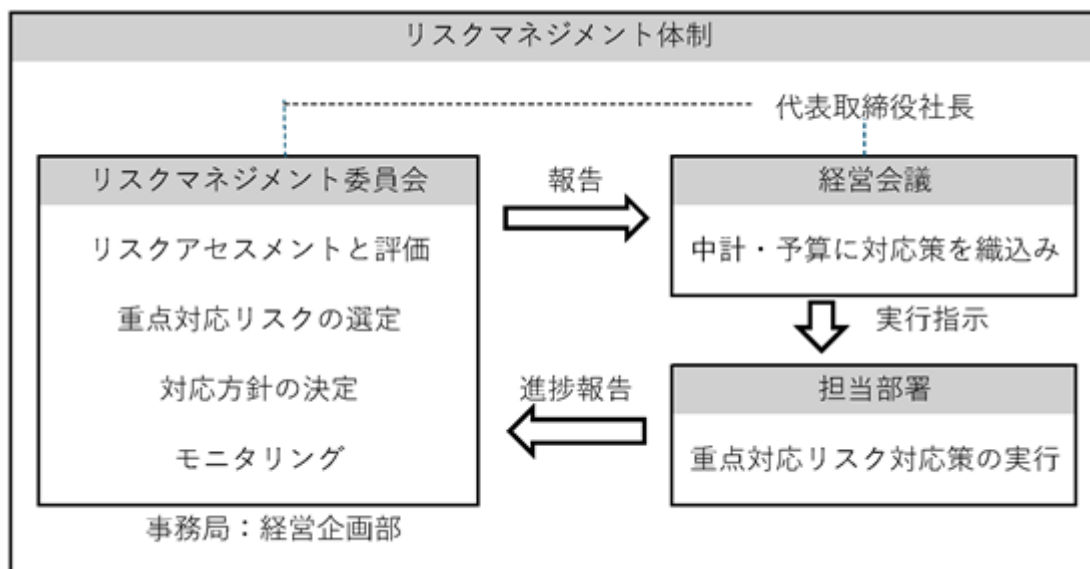 リスクマネジメント体制
代表取締役社長
リスクマネジメント委員会
リスクアセスメントと評価
重点対応リスクの選定
対応方針の決定
モニタリング
事務局：経営企画部
報告
経営会議
中計・予算に対応策を織込み
実行指示
担当部署
重点対応リスク対応策の実行
進捗報告